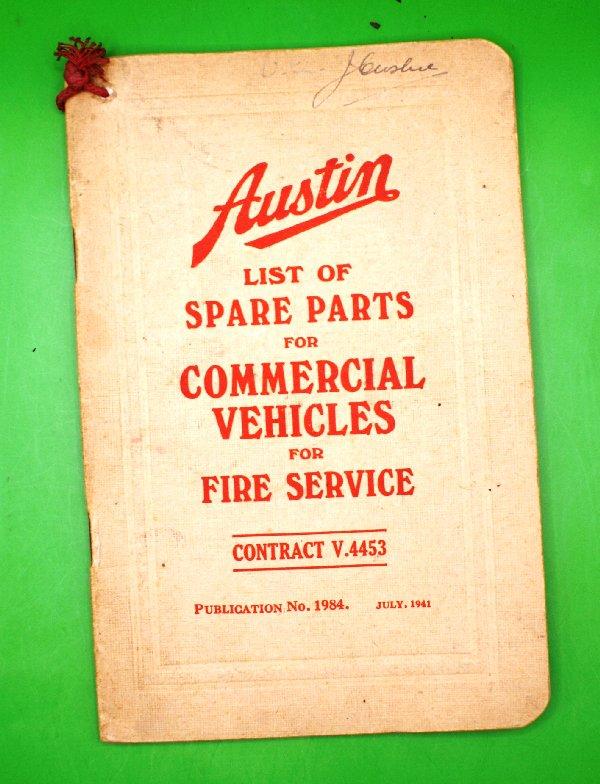 Austin
LIST OF
SPARE PARTS
FOR
COMMERCIAL
VEHICLES
FOR
FIRE SERVICE
CONTRACT V.4453
PUBLICATION No. 1984. JULY, 1941